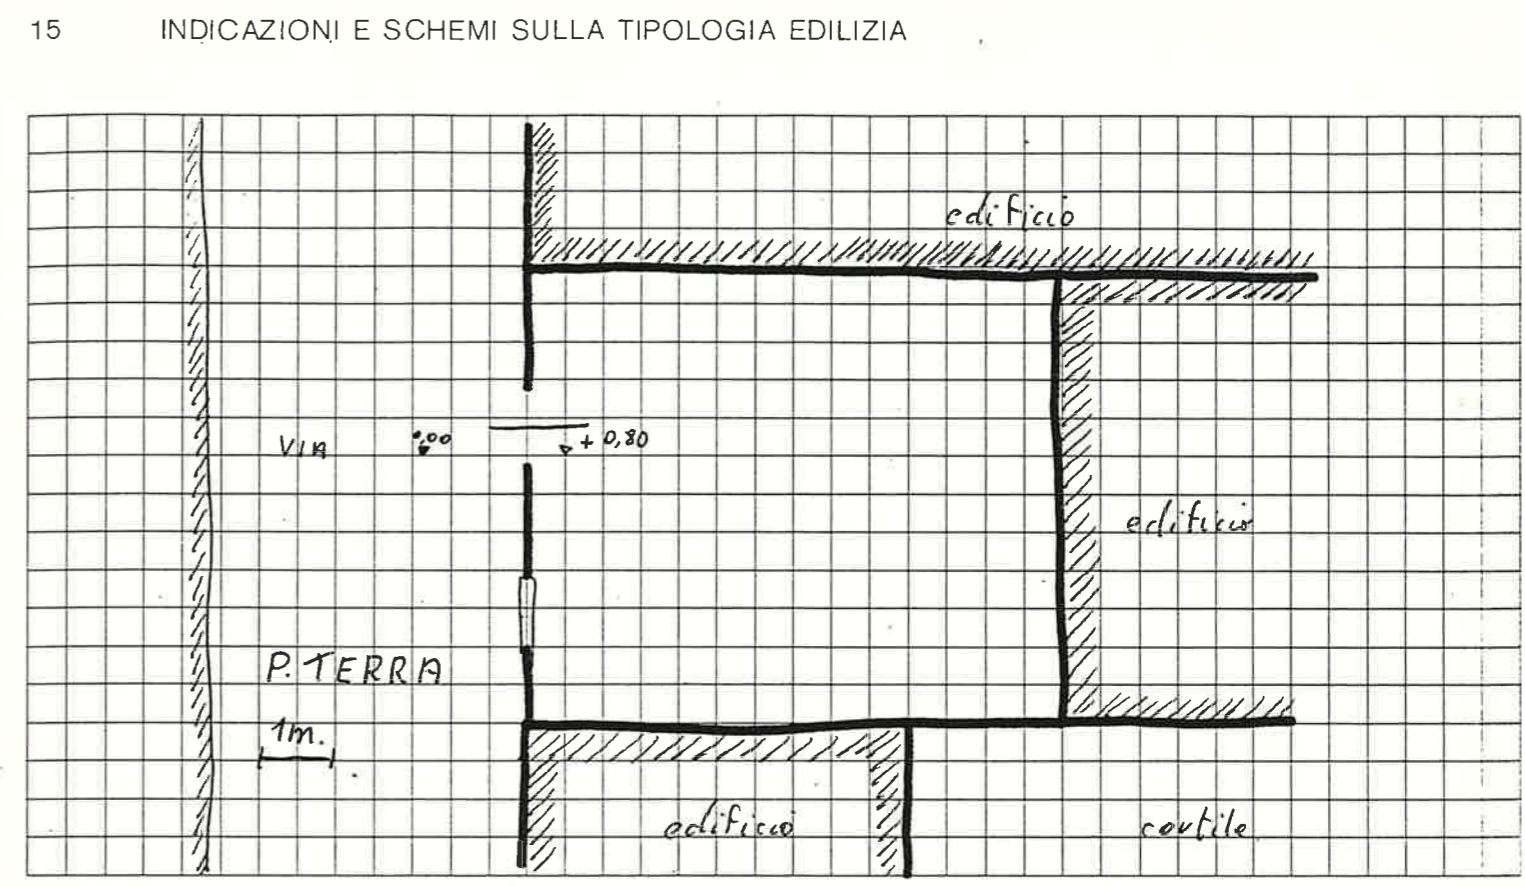 15 INDICAZIONI E SCHEMI SULLA TIPOLOGIA EDILIZIA
edificio
VIA 0,00 + 0,80
edificio
P. TERRA
1m.
edificio cortile